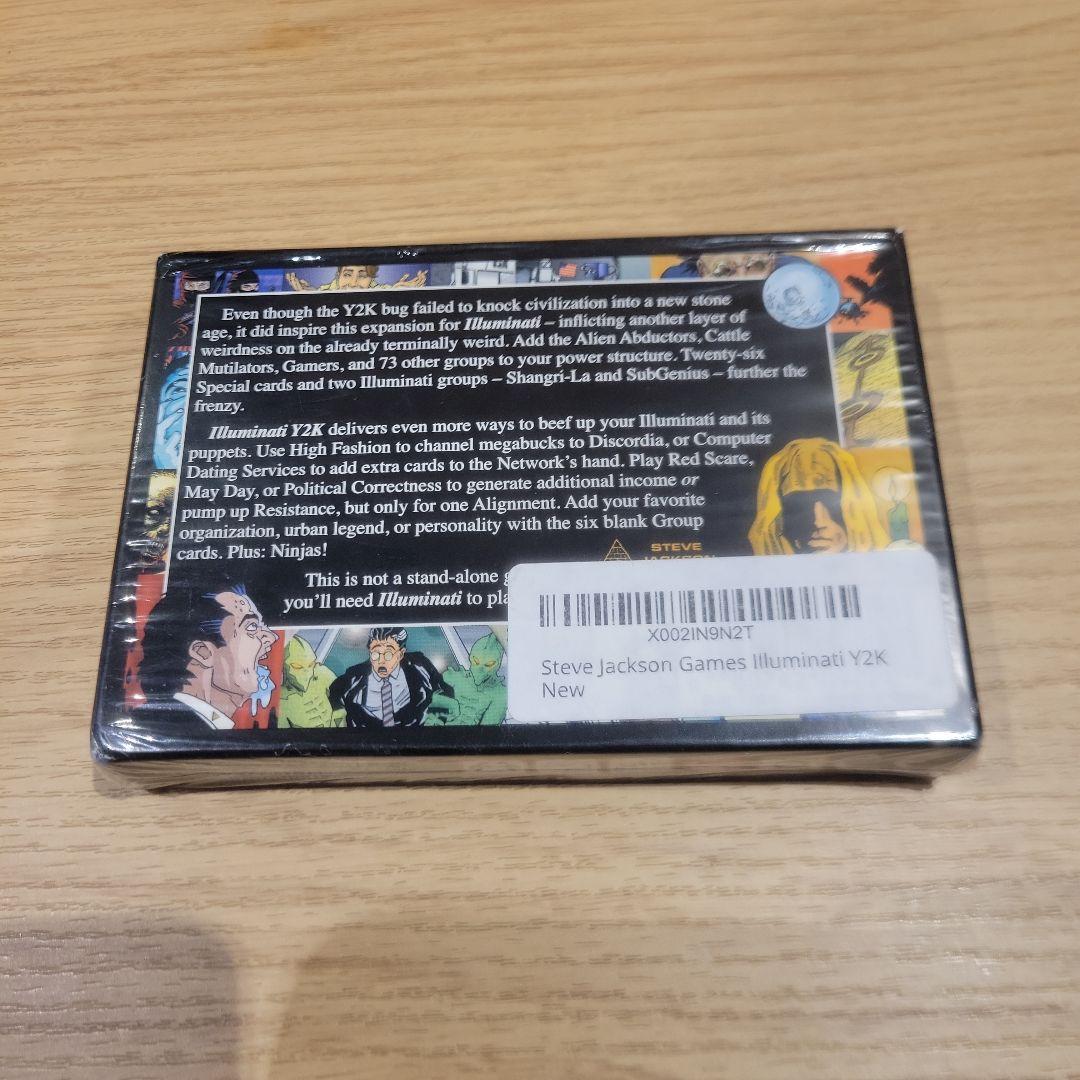 Even though the Y2K bug failed to knock civilization into a new stone
age, it did inspire this expansion for Illuminati – inflicting another layer of
weirdness on the already terminally weird. Add the Alien Abductors, Cattle
Mutilators, Gamers, and 73 other groups to your power structure. Twenty-six
Special cards and two Illuminati groups – Shangri-La and SubGenius – further the
frenzy.
Illuminati Y2K delivers even more ways to beef up your Illuminati and its
puppets. Use High Fashion to channel megabucks to Discordia, or Computer
Dating Services to add extra cards to the Network's hand. Play Red Scare,
May Day, or Political Correctness to generate additional income or
pump up Resistance, but only for one Alignment. Add your favorite
organization, urban legend, or personality with the six blank Group
cards. Plus: Ninjas!
STEVE
JACKSON
This is not a stand-alone g
you'll need Illuminati to pla
X002IN9N2T
Steve Jackson Games Illuminati Y2K
New